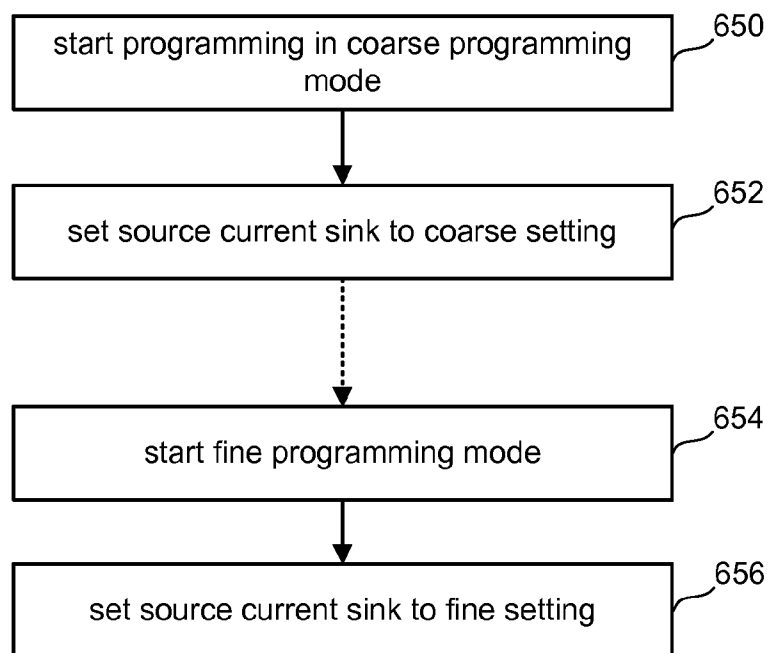 650
start programming in coarse programming
mode
652
set source current sink to coarse setting
654
start fine programming mode
656
set source current sink to fine setting